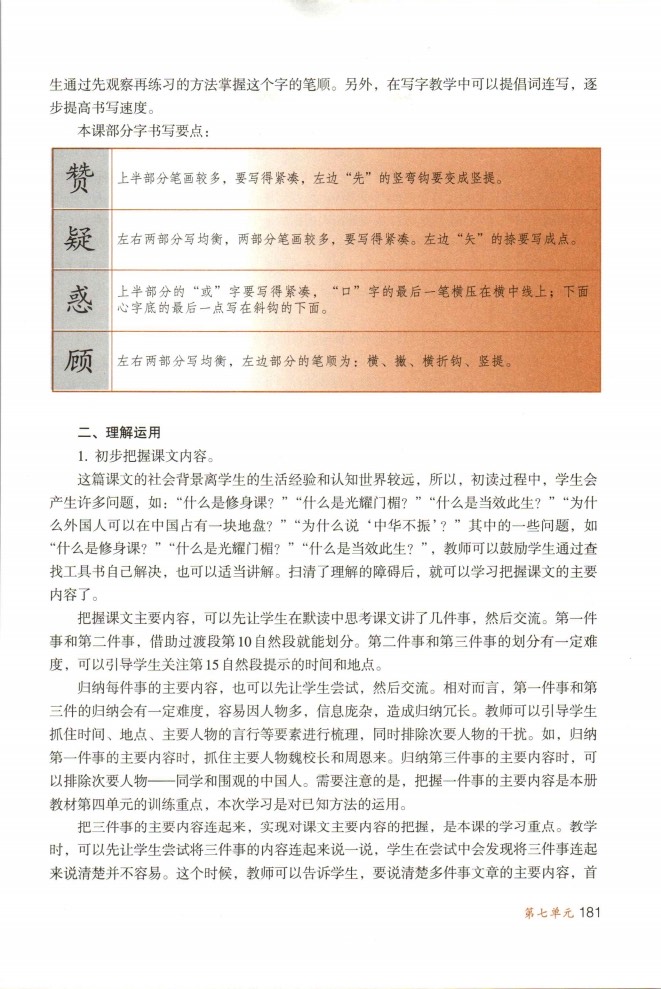 生通过先观察再练习的方法掌握这个字的笔顺。另外，在写字教学中可以提倡词连写，逐
步提高书写速度。
本课部分字书写要点：
赞
上半部分笔画较多，要写得紧凑，左边“先”的竖弯钩要变成竖提。
疑
左右两部分写均衡，两部分笔画较多，要写得紧凑。左边“矢”的捺要写成点。
惑
上半部分的“或”字要写得紧凑，“口”字的最后一笔横压在横中线上；下面
心字底的最后一点写在斜钩的下面。
顾
左右两部分写均衡，左边部分的笔顺为：横、撇、横折钩、竖提。
二、理解运用
1. 初步把握课文内容。
这篇课文的社会背景离学生的生活经验和认知世界较远，所以，初读过程中，学生会
产生许多问题，如：“什么是修身课？”“什么是光耀门楣？”“什么是当效此生？”“为什
么外国人可以在中国占有一块地盘？”“为什么说‘中华不振’？”其中的一些问题，如
“什么是修身课？”“什么是光耀门楣？”“什么是当效此生？”，教师可以鼓励学生通过查
找工具书自己解决，也可以适当讲解。扫清了理解的障碍后，就可以学习把握课文的主要
内容了。
把握课文主要内容，可以先让学生在默读中思考课文讲了几件事，然后交流。第一件
事和第二件事，借助过渡段第10自然段就能划分。第二件事和第三件事的划分有一定难
度，可以引导学生关注第15自然段提示的时间和地点。
归纳每件事的主要内容，也可以先让学生尝试，然后交流。相对而言，第一件事和第
三件的归纳会有一定难度，容易因人物多，信息庞杂，造成归纳冗长。教师可以引导学生
抓住时间、地点、主要人物的言行等要素进行梳理，同时排除次要人物的干扰。如，归纳
第一件事的主要内容时，抓住主要人物魏校长和周恩来。归纳第三件事的主要内容时，可
以排除次要人物——同学和围观的中国人。需要注意的是，把握一件事的主要内容是本册
教材第四单元的训练重点，本次学习是对已知方法的运用。
把三件事的主要内容连起来，实现对课文主要内容的把握，是本课的学习重点。教学
时，可以先让学生尝试将三件事的内容连起来说一说，学生在尝试中会发现将三件事连起
来说清楚并不容易。这个时候，教师可以告诉学生，要说清楚多件事文章的主要内容，首
第七单元 181